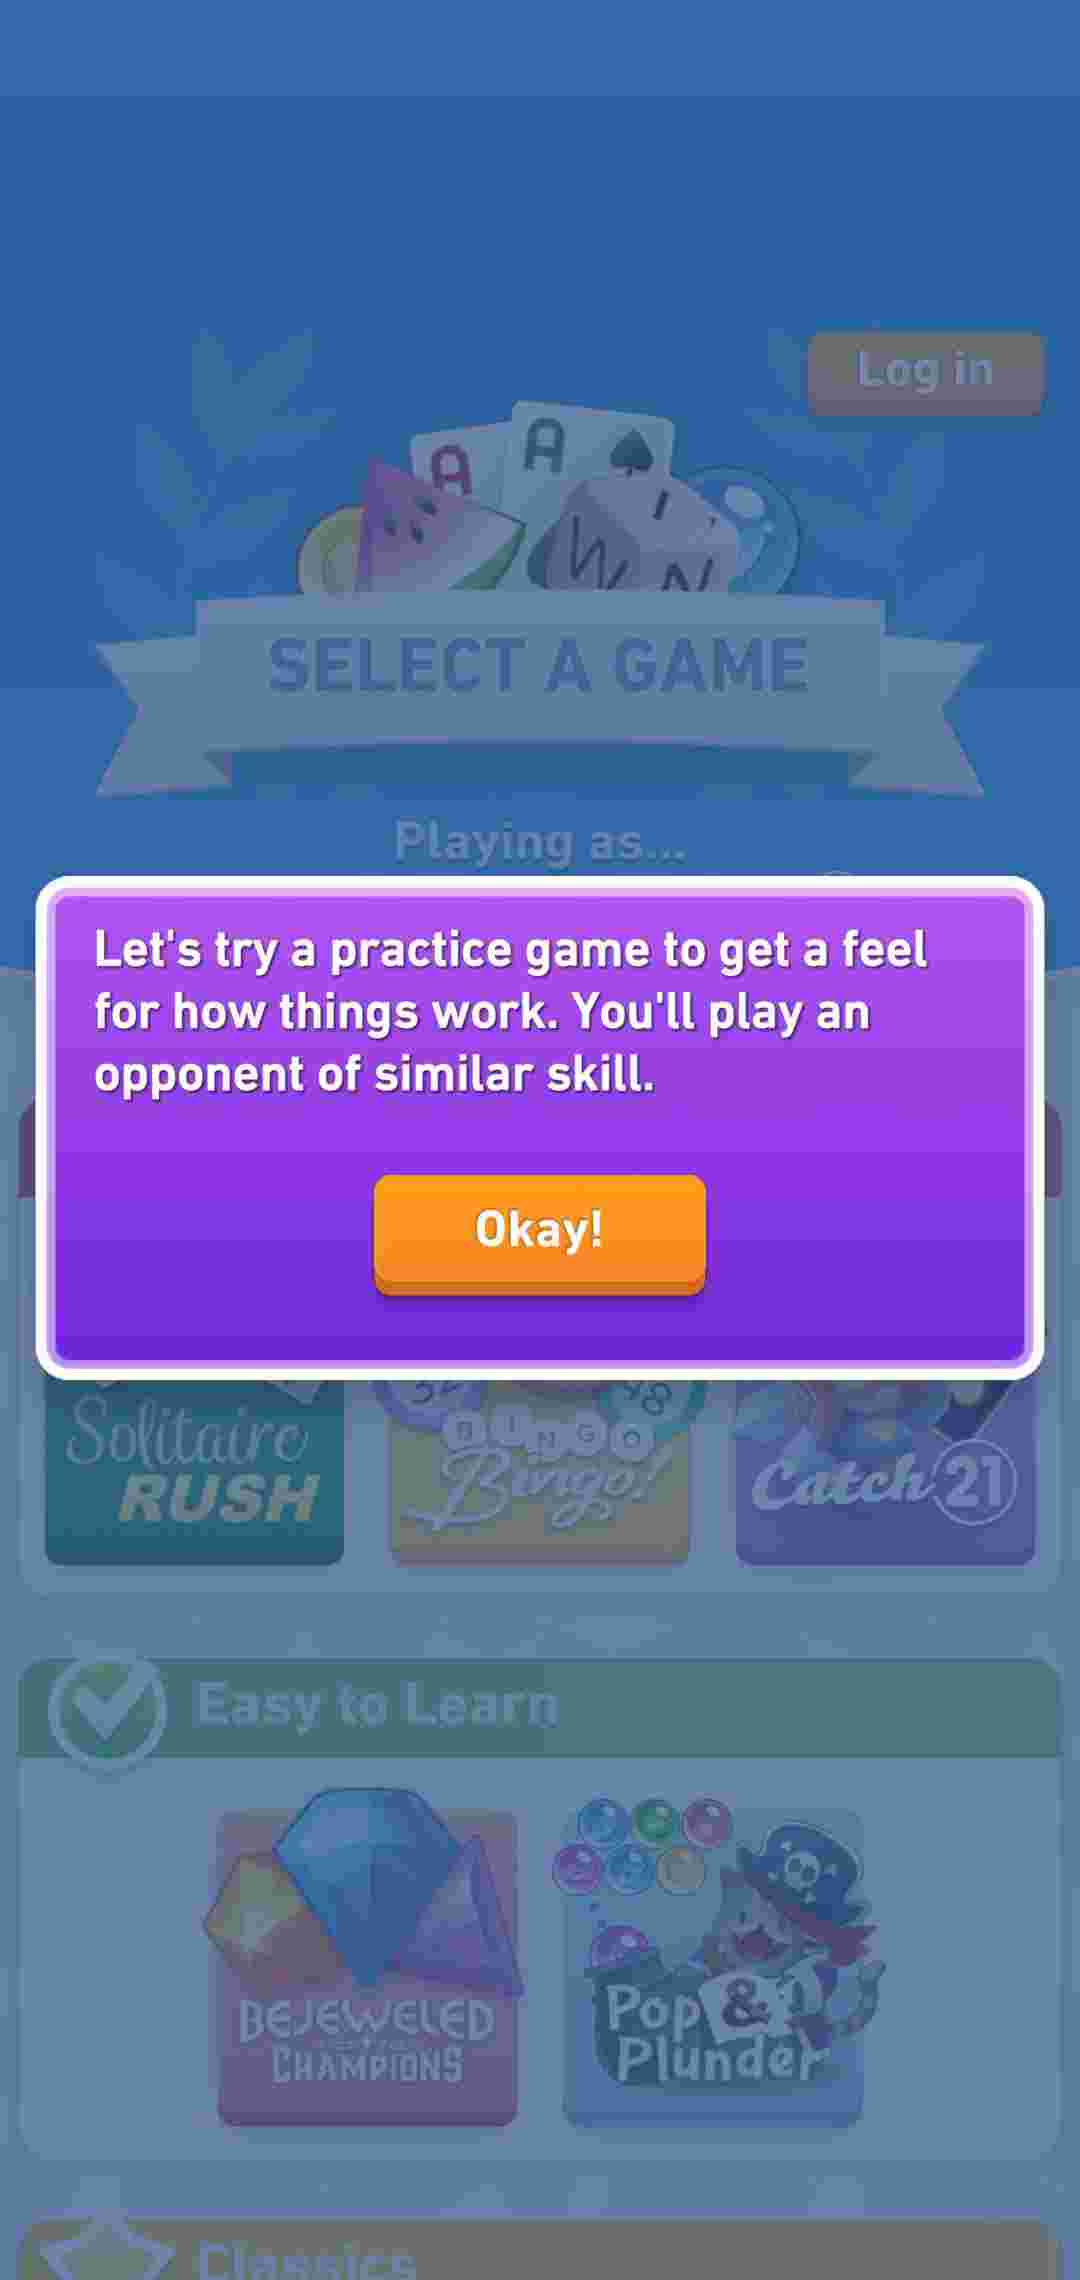 Log in
A
A
W I N
SELECT A GAME
Playing as...
Let's try a practice game to get a feel
for how things work. You'll play an
opponent of similar skill.
Okay!
Solitaire
RUSH
32 48
BINGO
Bingo!
Catch 21
Easy to Learn
BEJEWELED
CHAMPIONS
Pop &
Plunder
Classics